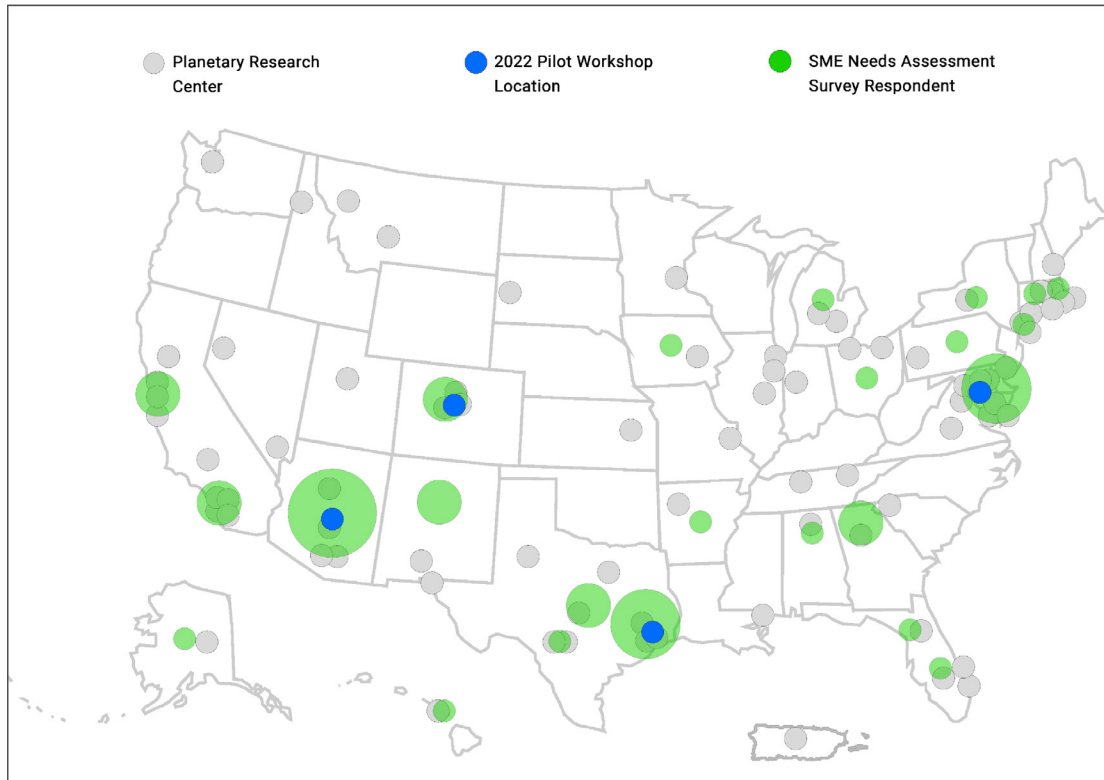 Planetary Research
Center
2022 Pilot Workshop
Location
SME Needs Assessment
Survey Respondent